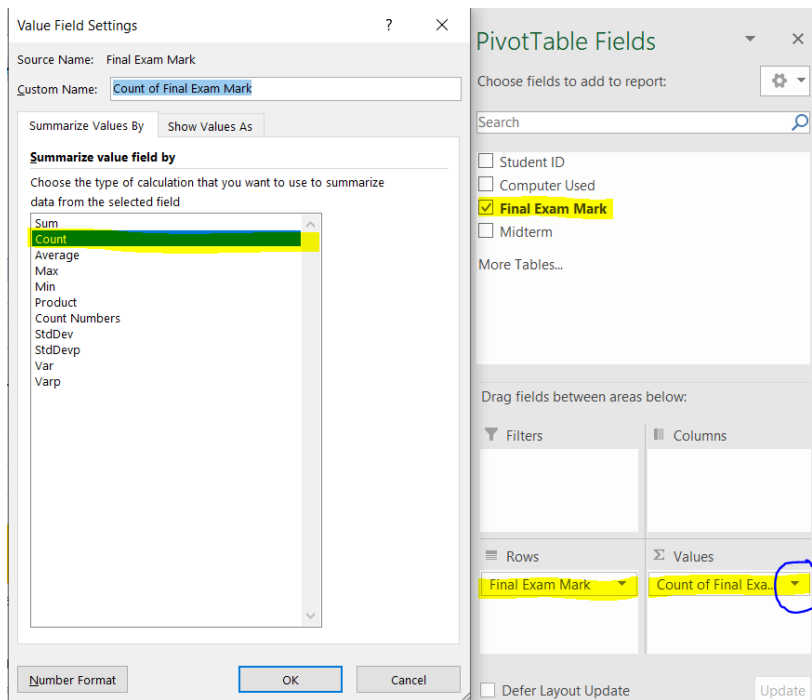 Value Field Settings
?
Source Name: Final Exam Mark
Custom Name: Count of Final Exam Mark
Summarize Values By
Show Values As
Summarize value field by
Choose the type of calculation that you want to use to summarize
data from the selected field
Sum
Count
Average
Max
Min
Product
Count Numbers
StdDev
StdDevp
Var
Varp
Number Format
OK
Cancel
PivotTable Fields
Choose fields to add to report:
Search
Student ID
Computer Used
Final Exam Mark
Midterm
More Tables...
Drag fields between areas below:
Filters
Columns
Rows
Σ Values
Final Exam Mark
Count of Final Exa...
Defer Layout Update
Update